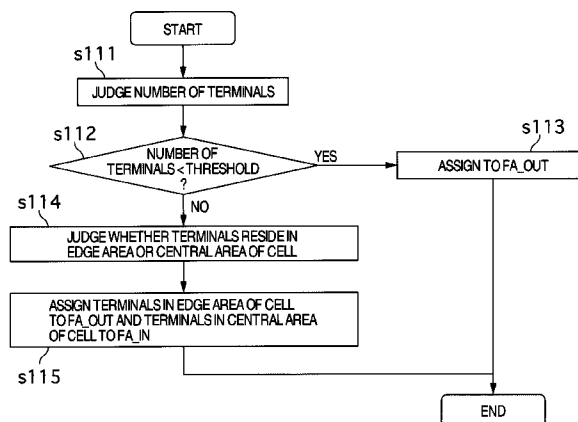 START
s111
JUDGE NUMBER OF TERMINALS
s112
NUMBER OF
TERMINALS<THRESHOLD
?
YES
s113
ASSIGN TO FA_OUT
NO
s114
JUDGE WHETHER TERMINALS RESIDE IN
EDGE AREA OR CENTRAL AREA OF CELL
ASSIGN TERMINALS IN EDGE AREA OF CELL
TO FA_OUT AND TERMINALS IN CENTRAL AREA
OF CELL TO FA_IN
s115
END